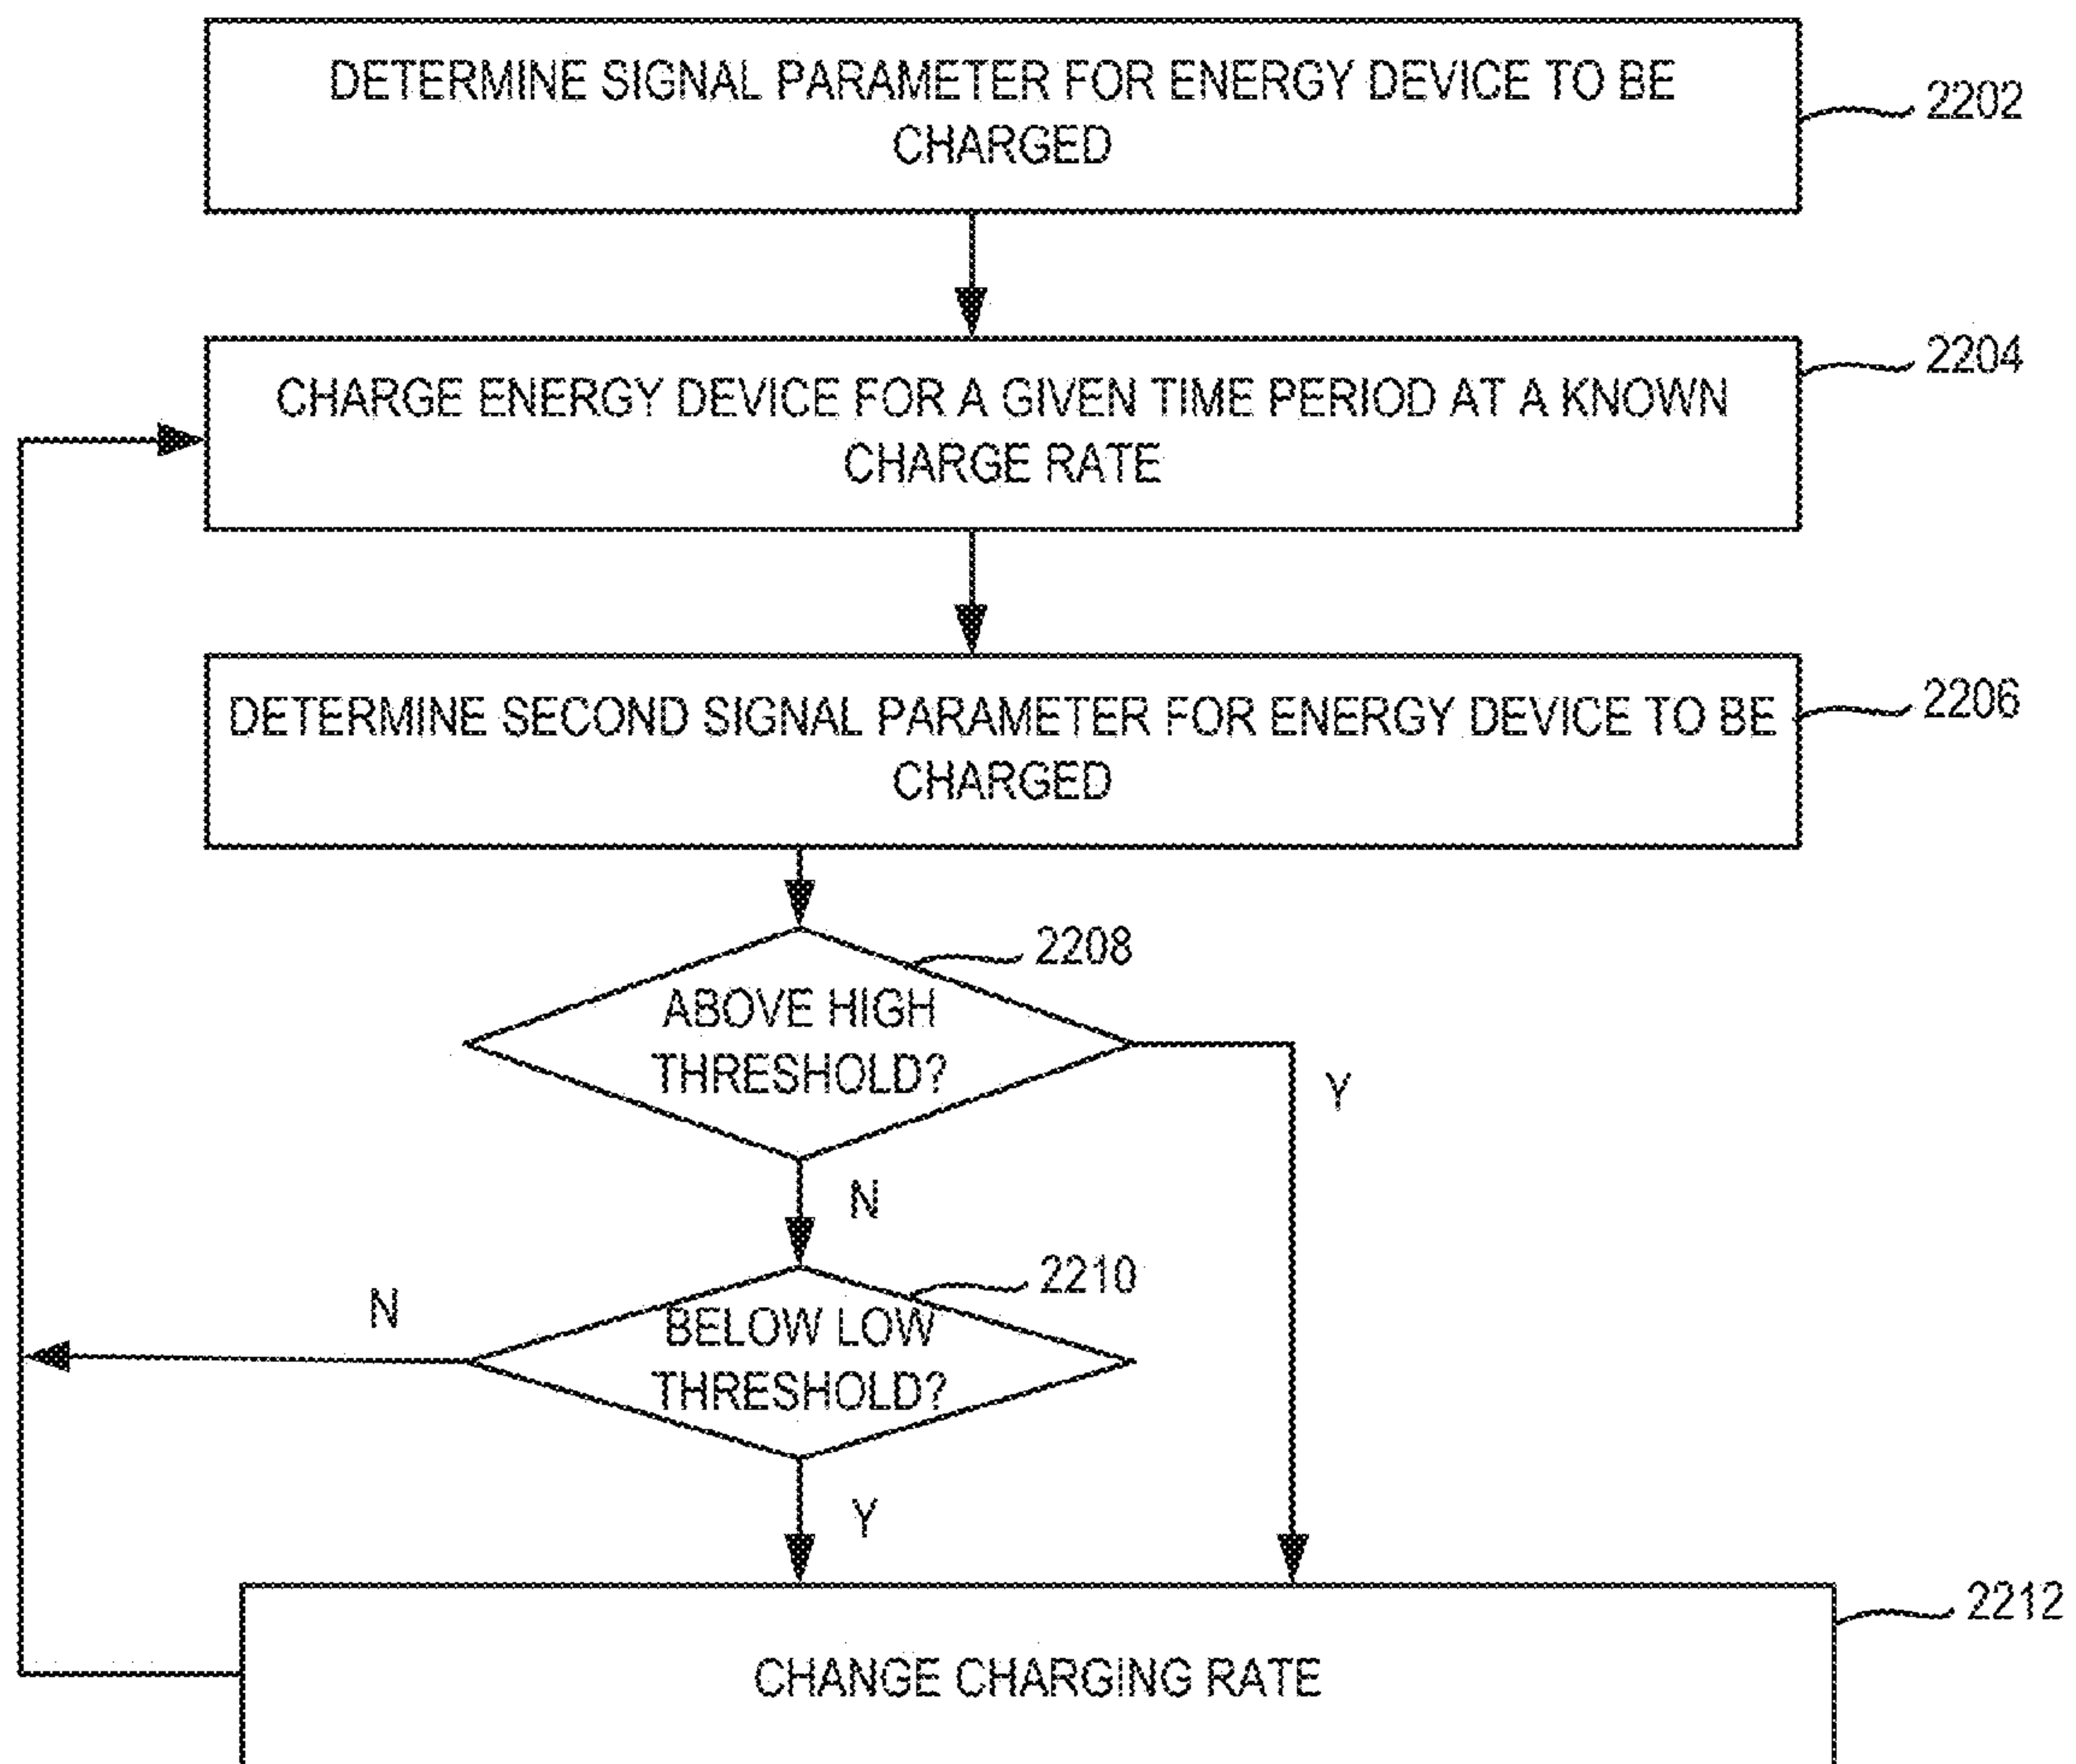 DETERMINE SIGNAL PARAMETER FOR ENERGY DEVICE TO BE
CHARGED
2202
CHARGE ENERGY DEVICE FOR A GIVEN TIME PERIOD AT A KNOWN
CHARGE RATE
2204
DETERMINE SECOND SIGNAL PARAMETER FOR ENERGY DEVICE TO BE
CHARGED
2206
2208
ABOVE HIGH
THRESHOLD?
Y
N
2210
BELOW LOW
THRESHOLD?
N
Y
2212
CHANGE CHARGING RATE